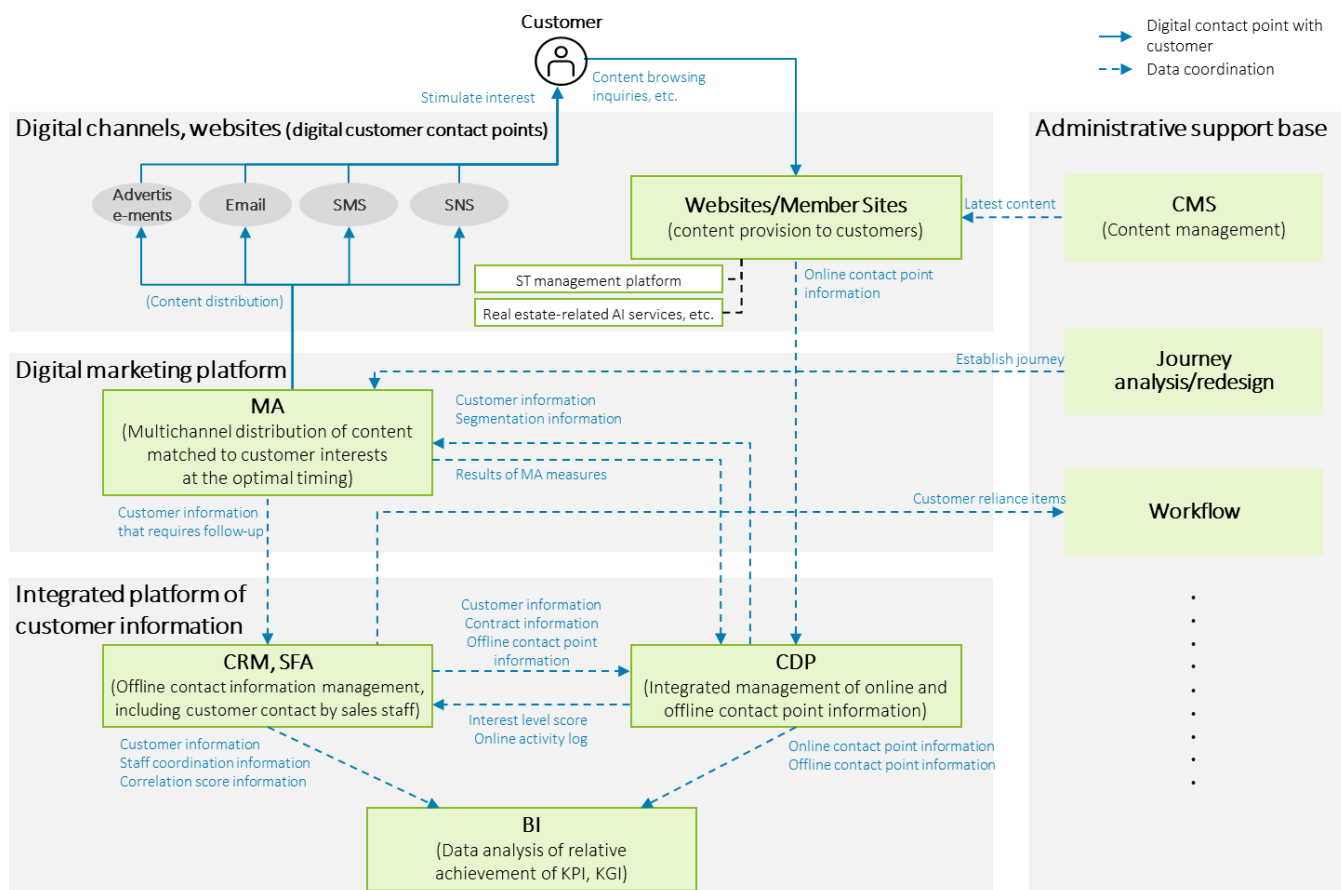 Customer
Digital contact point with
customer
Data coordination
Content browsing
inquiries, etc.
Stimulate interest
Digital channels, websites (digital customer contact points)
Advertis
e-ments
Email
SMS
SNS
(Content distribution)
Websites/Member Sites
(content provision to customers)
ST management platform
Real estate-related AI services, etc.
Online contact point
information
Administrative support base
Latest content
CMS
(Content management)
Establish journey
Journey
analysis/redesign
Customer reliance items
Workflow
Digital marketing platform
MA
(Multichannel distribution of content
matched to customer interests
at the optimal timing)
Customer information
Segmentation information
Results of MA measures
Customer information
that requires follow-up
Integrated platform of
customer information
Customer information
Contract information
Offline contact point
information
CRM, SFA
(Offline contact information management,
including customer contact by sales staff)
CDP
(Integrated management of online and
offline contact point information)
Interest level score
Online activity log
Customer information
Staff coordination information
Correlation score information
Online contact point information
Offline contact point information
BI
(Data analysis of relative
achievement of KPI, KGI)